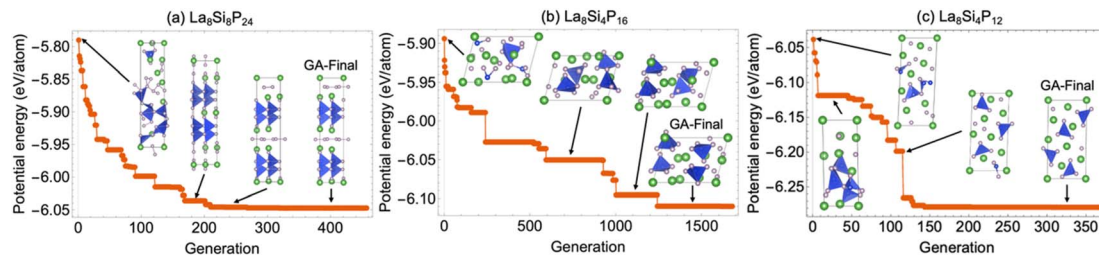 (a) La8Si8P24
Potential energy (eV/atom)
−5.80
−5.85
−5.90
−5.95
−6.00
−6.05
0
100
200
300
400
Generation
GA-Final
(b) La8Si4P16
Potential energy (eV/atom)
−5.90
−5.95
−6.00
−6.05
−6.10
0
500
1000
1500
Generation
GA-Final
(c) La8Si4P12
Potential energy (eV/atom)
−6.05
−6.10
−6.15
−6.20
−6.25
0
50
100
150
200
250
300
350
Generation
GA-Final